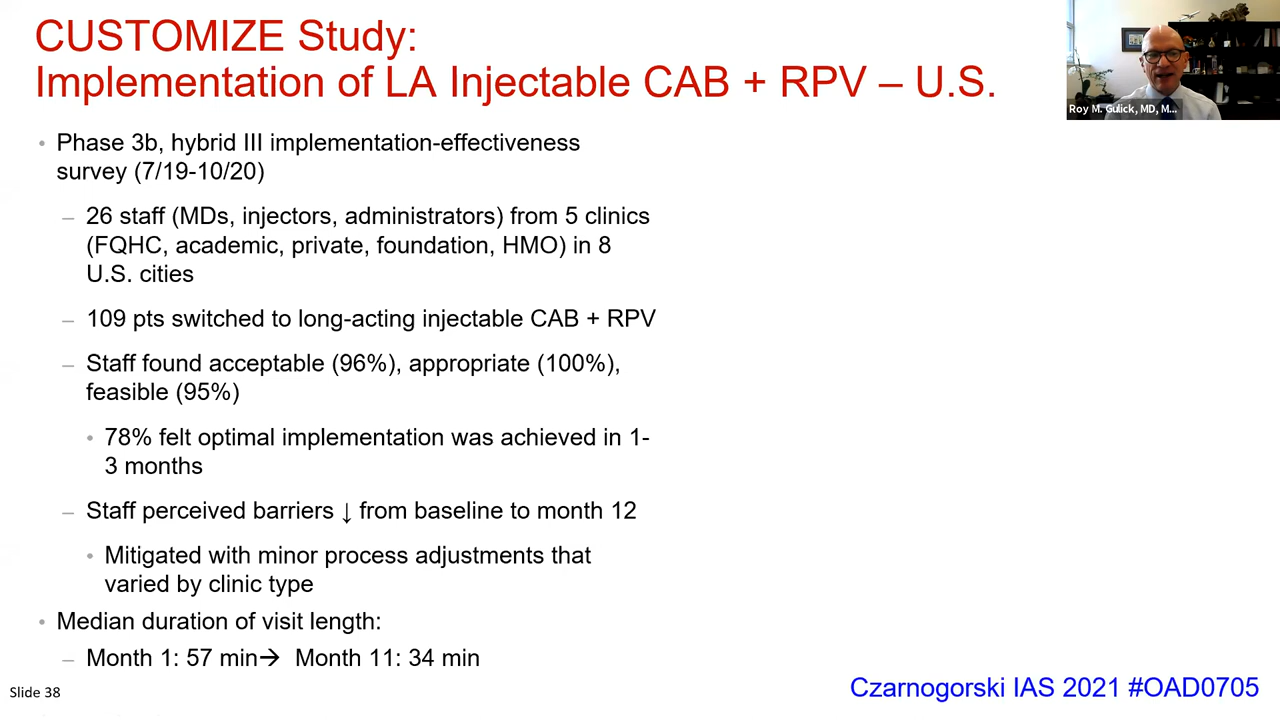 CUSTOMIZE Study:
Implementation of LA Injectable CAB + RPV – U.S.
Roy M. Gulick, MD, M...
• Phase 3b, hybrid III implementation-effectiveness
survey (7/19-10/20)
– 26 staff (MDs, injectors, administrators) from 5 clinics
(FQHC, academic, private, foundation, HMO) in 8
U.S. cities
– 109 pts switched to long-acting injectable CAB + RPV
– Staff found acceptable (96%), appropriate (100%),
feasible (95%)
• 78% felt optimal implementation was achieved in 1-
3 months
– Staff perceived barriers ↓ from baseline to month 12
• Mitigated with minor process adjustments that
varied by clinic type
• Median duration of visit length:
– Month 1: 57 min→ Month 11: 34 min
Slide 38
Czarnogorski IAS 2021 #OAD0705